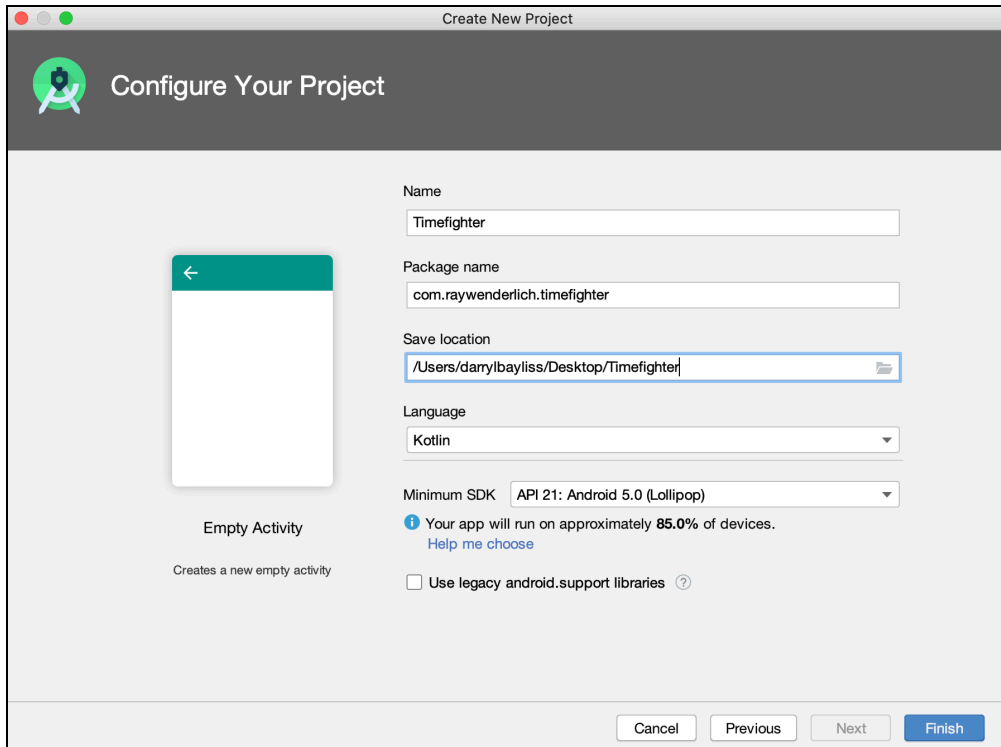 Create New Project
Configure Your Project
Name
Timefighter
Package name
com.raywenderlich.timefighter
Save location
/Users/darrylbayliss/Desktop/Timefighter
Language
Kotlin
Minimum SDK API 21: Android 5.0 (Lollipop)
Your app will run on approximately 85.0% of devices.
Help me choose
Use legacy android.support libraries ?
Empty Activity
Creates a new empty activity
Cancel Previous Next Finish